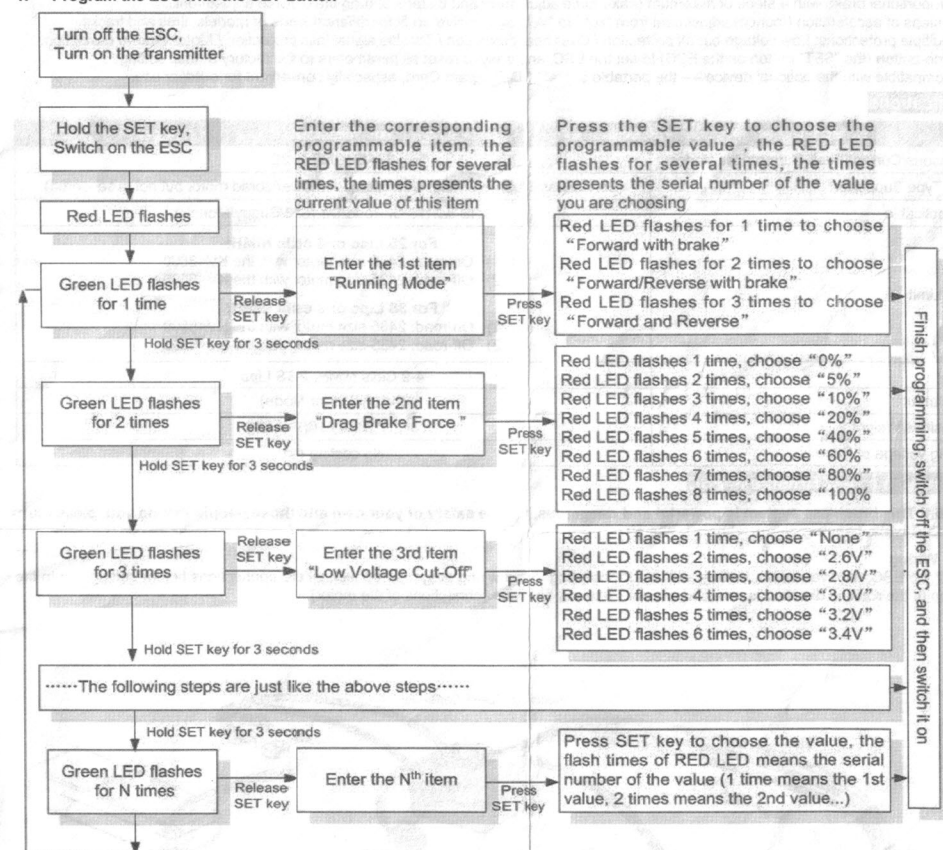 Turn off the ESC,
Turn on the transmitter
Hold the SET key,
Switch on the ESC
Enter the corresponding
programmable item, the
RED LED flashes for several
times, the times presents the
current value of this item
Press the SET key to choose the
programmable value , the RED LED
flashes for several times, the times
presents the serial number of the value
you are choosing
Red LED flashes
Green LED flashes
for 1 time
Release
SET key
Enter the 1st item
"Running Mode"
Press
SET key
Red LED flashes for 1 time to choose
"Forward with brake"
Red LED flashes for 2 times to choose
"Forward/Reverse with brake"
Red LED flashes for 3 times to choose
"Forward and Reverse"
Hold SET key for 3 seconds
Green LED flashes
for 2 times
Release
SET key
Enter the 2nd item
"Drag Brake Force "
Press
SET key
Red LED flashes 1 time, choose "0%"
Red LED flashes 2 times, choose "5%"
Red LED flashes 3 times, choose "10%"
Red LED flashes 4 times, choose "20%"
Red LED flashes 5 times, choose "40%"
Red LED flashes 6 times, choose "60%
Red LED flashes 7 times, choose "80%"
Red LED flashes 8 times, choose "100%
Hold SET key for 3 seconds
Green LED flashes
for 3 times
Release
SET key
Enter the 3rd item
"Low Voltage Cut-Off"
Press
SET key
Red LED flashes 1 time, choose "None"
Red LED flashes 2 times, choose "2.6V"
Red LED flashes 3 times, choose "2.8/V"
Red LED flashes 4 times, choose "3.0V"
Red LED flashes 5 times, choose "3.2V"
Red LED flashes 6 times, choose "3.4V"
Hold SET key for 3 seconds
······The following steps are just like the above steps······
Hold SET key for 3 seconds
Green LED flashes
for N times
Release
SET key
Enter the Nth item
Press
SET key
Press SET key to choose the value, the
flash times of RED LED means the serial
number of the value (1 time means the 1st
value, 2 times means the 2nd value...)
Finish programming, switch off the ESC, and then switch it on